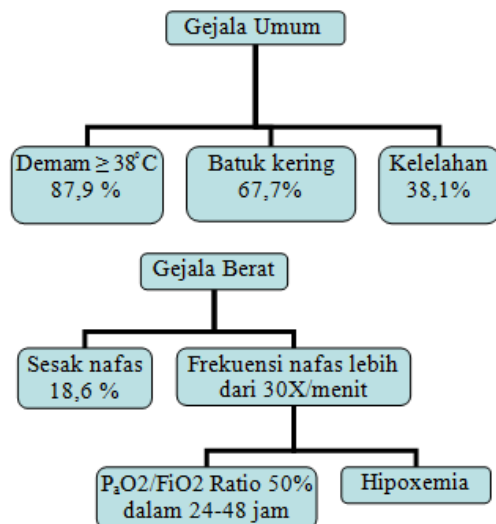 Gejala Umum
Demam ≥ 38°C
87,9 %
Batuk kering
67,7%
Kelelahan
38,1%
Gejala Berat
Sesak nafas
18,6 %
Frekuensi nafas lebih
dari 30X/menit
PₐO2/FiO2 Ratio 50%
dalam 24-48 jam
Hipoxemia